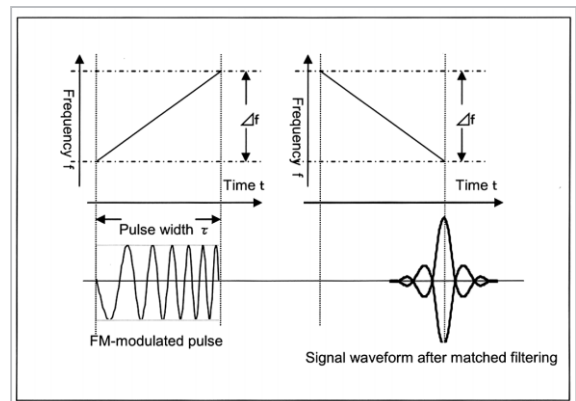 Frequency f
Δf
Time t
Pulse width τ
FM-modulated pulse
Frequency f
Δf
Time t
Signal waveform after matched filtering